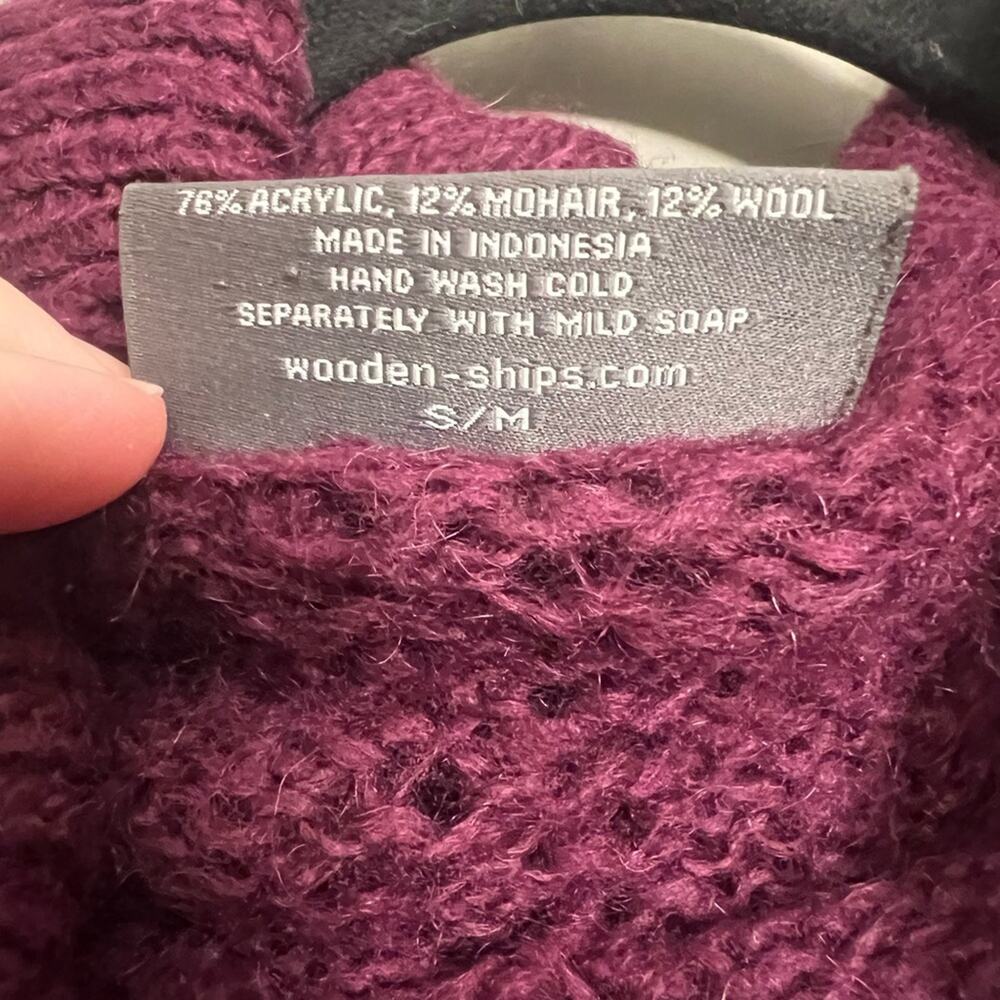 76% ACRYLIC, 12% MOHAIR, 12% WOOL
MADE IN INDONESIA
HAND WASH COLD
SEPARATELY WITH MILD SOAP
wooden-ships.com
S/M